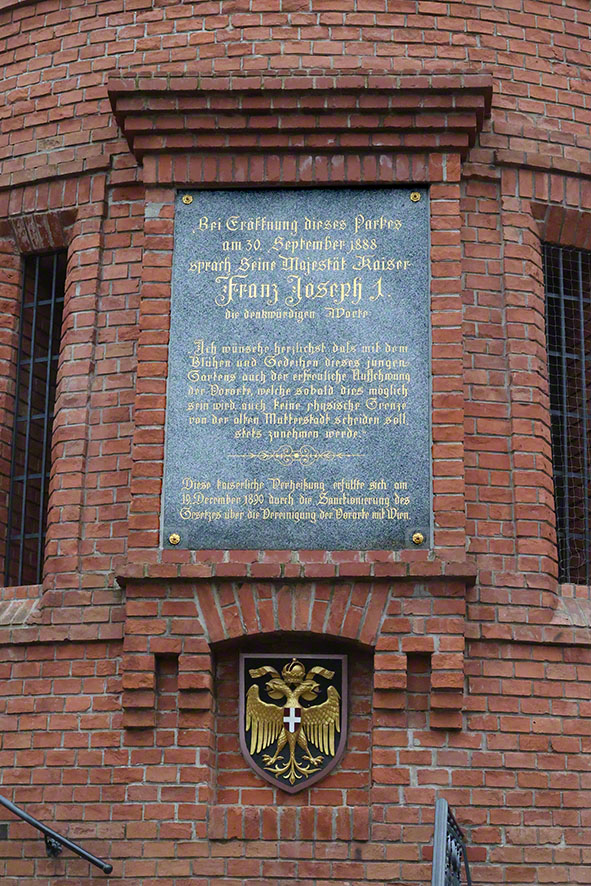 Bei Eröffnung dieses Parkes
am 30. September 1888
sprach Seine Majestät Kaiser
Franz Joseph I.
die denkwürdigen Worte
„Ich wünsche herzlichst, dass mit dem
Blühen und Gedeihen dieses jungen
Gartens auch der erfreuliche Aufschwung
der Vororte, welche sobald dies möglich
sein wird, auch keine physische Grenze
von der alten Mutterstadt scheiden soll,
stets zunehmen werde."
Diese kaiserliche Verheißung erfüllte sich am
19. December 1890 durch die Sanctionierung des
Gesetzes über die Vereinigung der Vororte mit Wien.